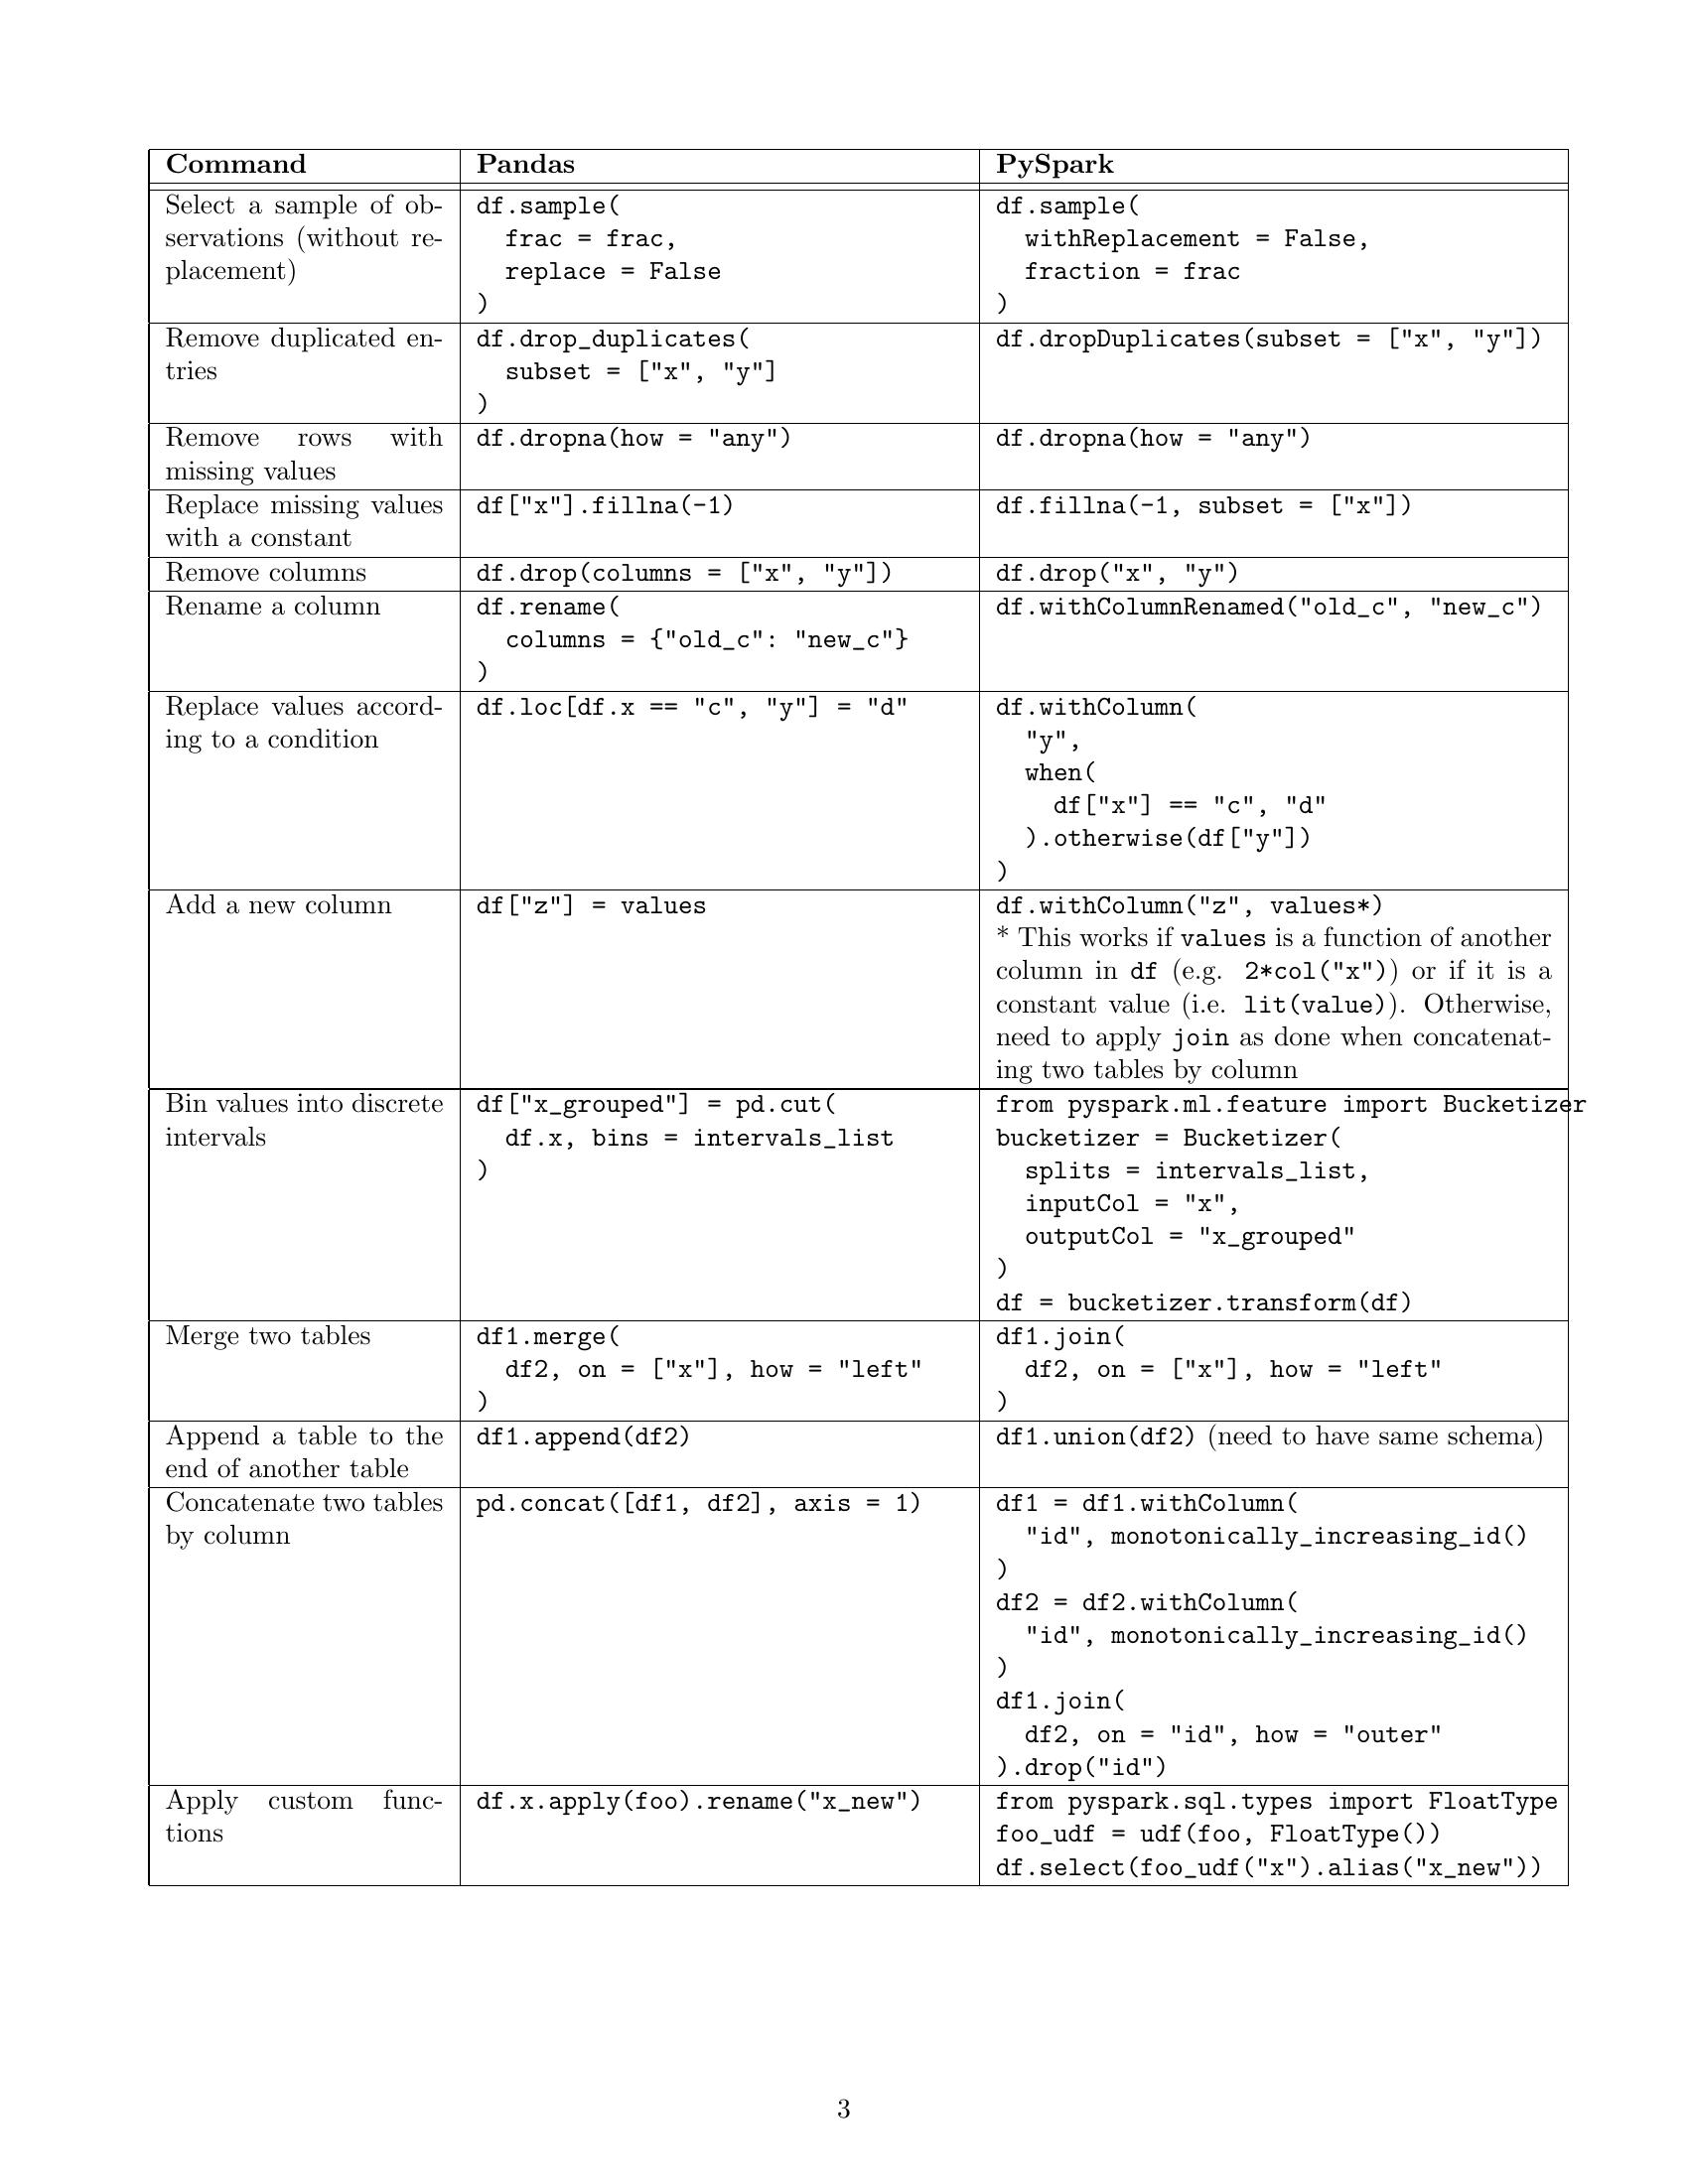 Command Pandas PySpark
Select a sample of ob-
servations (without re-
placement)
df.sample(
  frac = frac,
  replace = False
)
df.sample(
  withReplacement = False,
  fraction = frac
)
Remove duplicated en-
tries
df.drop_duplicates(
  subset = ["x", "y"]
)
df.dropDuplicates(subset = ["x", "y"])
Remove rows with
missing values
df.dropna(how = "any")
df.dropna(how = "any")
Replace missing values
with a constant
df["x"].fillna(-1)
df.fillna(-1, subset = ["x"])
Remove columns
df.drop(columns = ["x", "y"])
df.drop("x", "y")
Rename a column
df.rename(
  columns = {"old_c": "new_c"}
)
df.withColumnRenamed("old_c", "new_c")
Replace values accord-
ing to a condition
df.loc[df.x == "c", "y"] = "d"
df.withColumn(
  "y",
  when(
    df["x"] == "c", "d"
  ).otherwise(df["y"])
)
Add a new column
df["z"] = values
df.withColumn("z", values*)
* This works if values is a function of another
column in df (e.g. 2*col("x")) or if it is a
constant value (i.e. lit(value)). Otherwise,
need to apply join as done when concatenat-
ing two tables by column
Bin values into discrete
intervals
df["x_grouped"] = pd.cut(
  df.x, bins = intervals_list
)
from pyspark.ml.feature import Bucketizer
bucketizer = Bucketizer(
  splits = intervals_list,
  inputCol = "x",
  outputCol = "x_grouped"
)
df = bucketizer.transform(df)
Merge two tables
df1.merge(
  df2, on = ["x"], how = "left"
)
df1.join(
  df2, on = ["x"], how = "left"
)
Append a table to the
end of another table
df1.append(df2)
df1.union(df2) (need to have same schema)
Concatenate two tables
by column
pd.concat([df1, df2], axis = 1)
df1 = df1.withColumn(
  "id", monotonically_increasing_id()
)
df2 = df2.withColumn(
  "id", monotonically_increasing_id()
)
df1.join(
  df2, on = "id", how = "outer"
).drop("id")
Apply custom func-
tions
df.x.apply(foo).rename("x_new")
from pyspark.sql.types import FloatType
foo_udf = udf(foo, FloatType())
df.select(foo_udf("x").alias("x_new"))
3